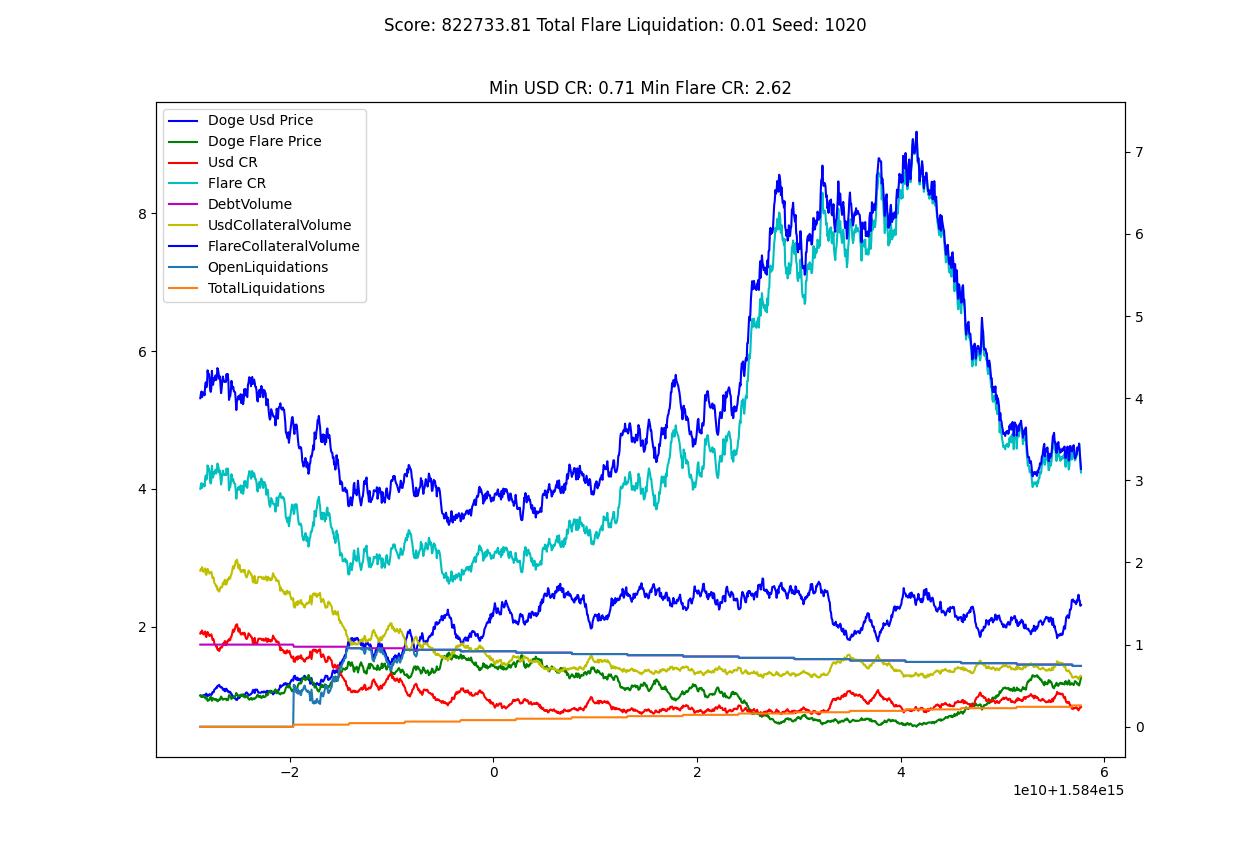 Score: 822733.81 Total Flare Liquidation: 0.01 Seed: 1020
Min USD CR: 0.71 Min Flare CR: 2.62
Doge Usd Price
Doge Flare Price
Usd CR
Flare CR
DebtVolume
UsdCollateralVolume
FlareCollateralVolume
OpenLiquidations
TotalLiquidations
8
6
4
2
7
6
5
4
3
2
1
0
−2
0
2
4
6
1e10+1.584e15